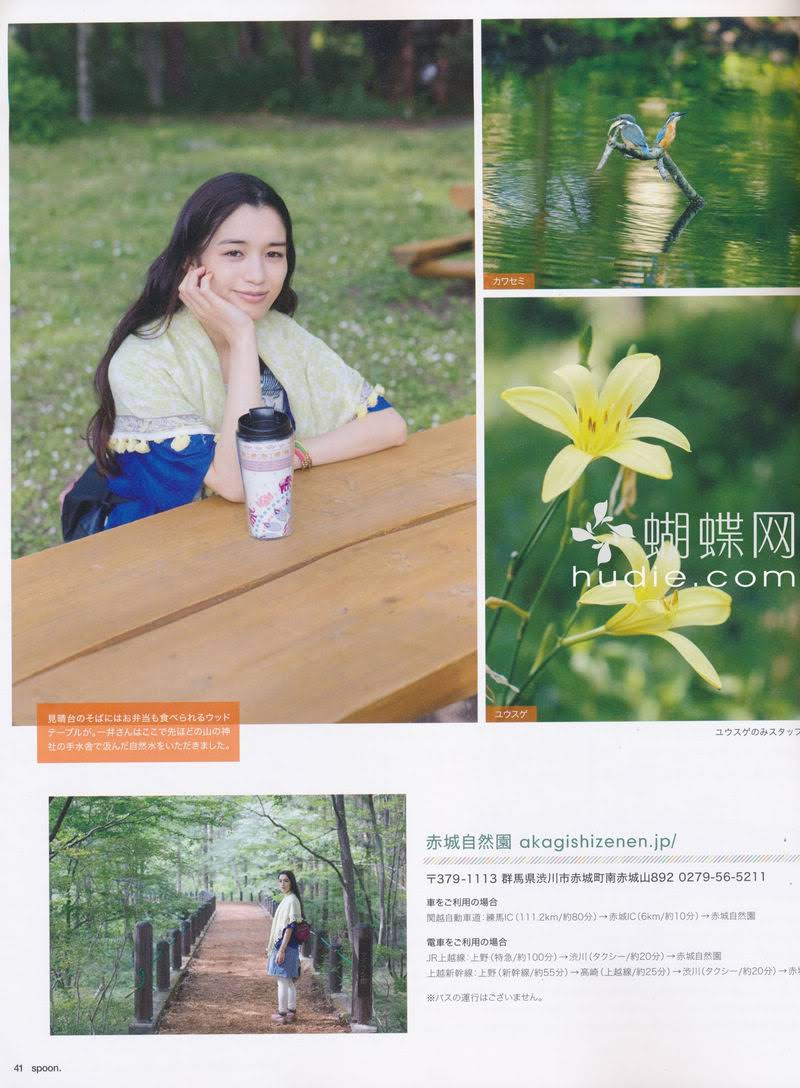 カワセミ
蝴蝶网
hudie.com
ユウスゲ
ユウスゲのみスタッフ
見晴台のそばにはお弁当も食べられるウッド
テーブルが。一井さんはここで先ほどの山の神
社の手水舎で汲んだ自然水をいただきました。
赤城自然園 akagishizenen.jp/
〒379-1113 群馬県渋川市赤城町南赤城山892 0279-56-5211
車をご利用の場合
関越自動車道：練馬IC（111.2km/約80分）→赤城IC（6km/約10分）→赤城自然園
電車をご利用の場合
JR上越線：上野（特急/約100分）→渋川（タクシー/約20分）→赤城自然園
上越新幹線：上野（新幹線/約55分）→高崎（上越線/約25分）→渋川（タクシー/約20分）→赤城
※バスの運行はございません。
41 spoon.